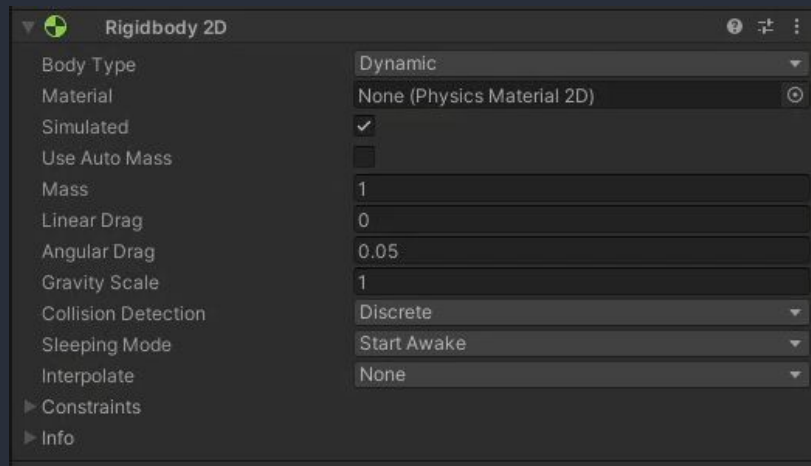 Rigidbody 2D
Body Type Dynamic
Material None (Physics Material 2D)
Simulated
Use Auto Mass
Mass 1
Linear Drag 0
Angular Drag 0.05
Gravity Scale 1
Collision Detection Discrete
Sleeping Mode Start Awake
Interpolate None
Constraints
Info